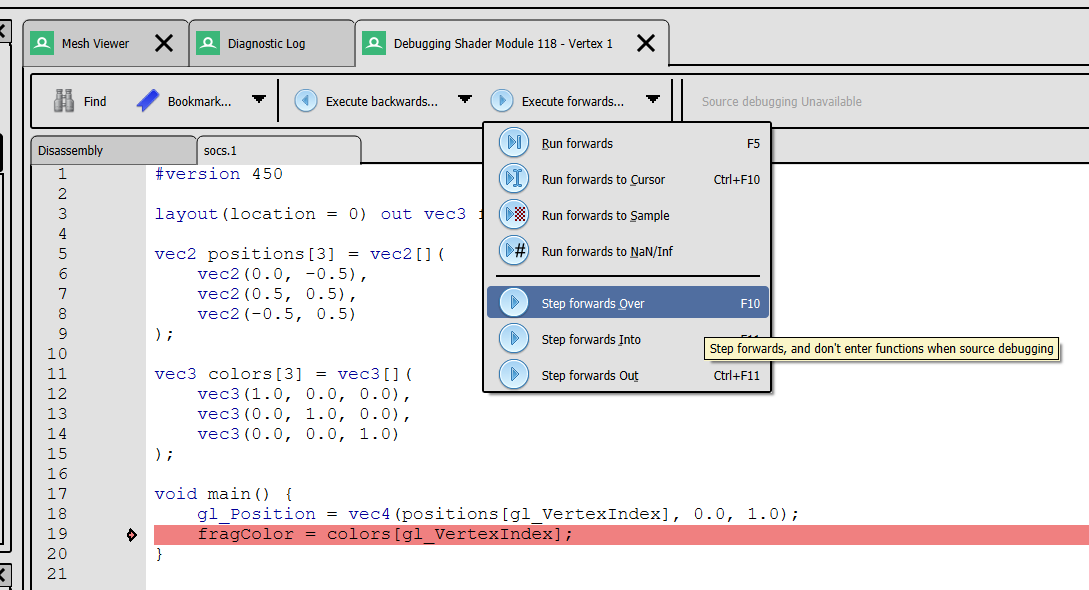 Mesh Viewer
Diagnostic Log
Debugging Shader Module 118 - Vertex 1
Find
Bookmark...
Execute backwards...
Execute forwards...
Source debugging Unavailable
Disassembly
socs.1
Run forwards F5
Run forwards to Cursor Ctrl+F10
Run forwards to Sample
Run forwards to NaN/Inf
Step forwards Over F10
Step forwards Into
Step forwards, and don't enter functions when source debugging
Step forwards Out Ctrl+F11
1 #version 450
2
3 layout(location = 0) out vec3
4
5 vec2 positions[3] = vec2[](
6 vec2(0.0, -0.5),
7 vec2(0.5, 0.5),
8 vec2(-0.5, 0.5)
9 );
10
11 vec3 colors[3] = vec3[](
12 vec3(1.0, 0.0, 0.0),
13 vec3(0.0, 1.0, 0.0),
14 vec3(0.0, 0.0, 1.0)
15 );
16
17 void main() {
18 gl_Position = vec4(positions[gl_VertexIndex], 0.0, 1.0);
19 fragColor = colors[gl_VertexIndex];
20 }
21